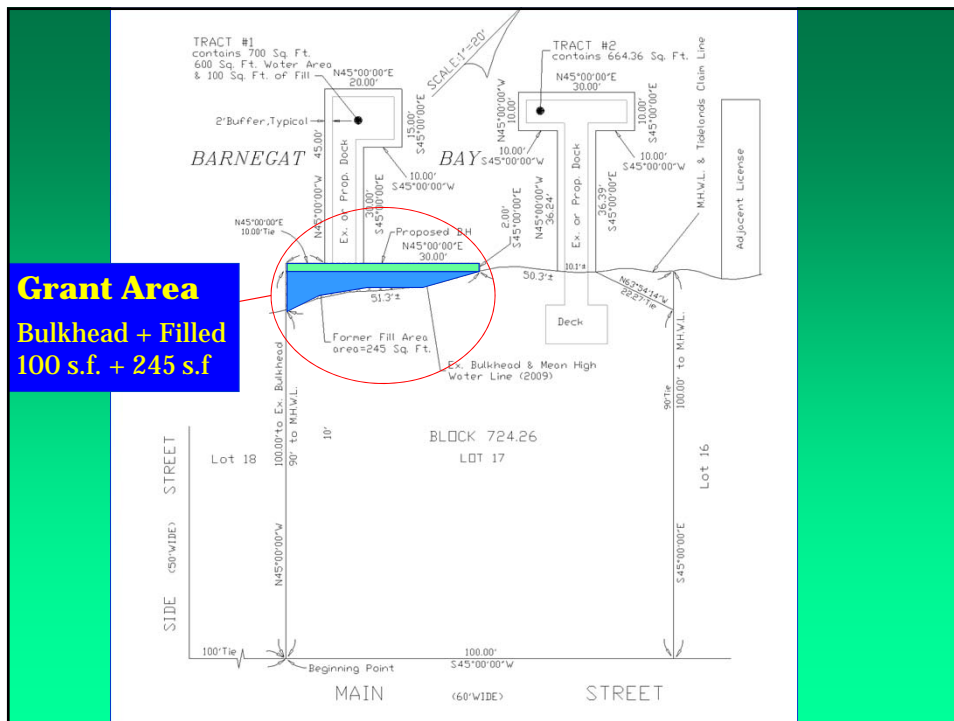 TRACT #1
contains 700 Sq. Ft.
600 Sq. Ft. Water Area
& 100 Sq. Ft. of Fill
N45°00'00"E
20.00'
SCALE:1"=20'
TRACT #2
contains 664.36 Sq. Ft.
N45°00'00"E
30.00'
M.H.W.L. & Tidelands Claim Line
2'Buffer,Typical
45.00'
N45°00'00"W
15.00'
S45°00'00"E
10.00'
S45°00'00"W
30.00'
S45°00'00"E
Ex. or Prop. Dock
BARNEGAT
BAY
N45°00'00"W
10.00'
10.00'
S45°00'00"E
10.00'
S45°00'00"W
10.00'
S45°00'00"W
Ex. or Prop. Dock
N45°00'00"W
36.24'
36.39'
S45°00'00"E
Adjacent License
N45°00'00"E
10.00'Tie
Proposed B.H
N45°00'00"E
30.00'
2.00'
S45°00'00"E
Grant Area
Bulkhead + Filled
100 s.f. + 245 s.f
51.3'±
50.3'±
10.1'±
N63°54'14"W
22.27'Tie
Deck
Former Fill Area
area=245 Sq. Ft.
Ex. Bulkhead & Mean High
Water Line (2009)
100.00'to Ex. Bulkhead
90' to M.H.W.L.
10'
90'Tie
100.00' to M.H.W.L.
BLOCK 724.26
LOT 17
Lot 18
Lot 16
SIDE (50'WIDE) STREET
N45°00'00"W
S45°00'00"E
100'Tie
Beginning Point
100.00'
S45°00'00"W
MAIN (60'WIDE) STREET